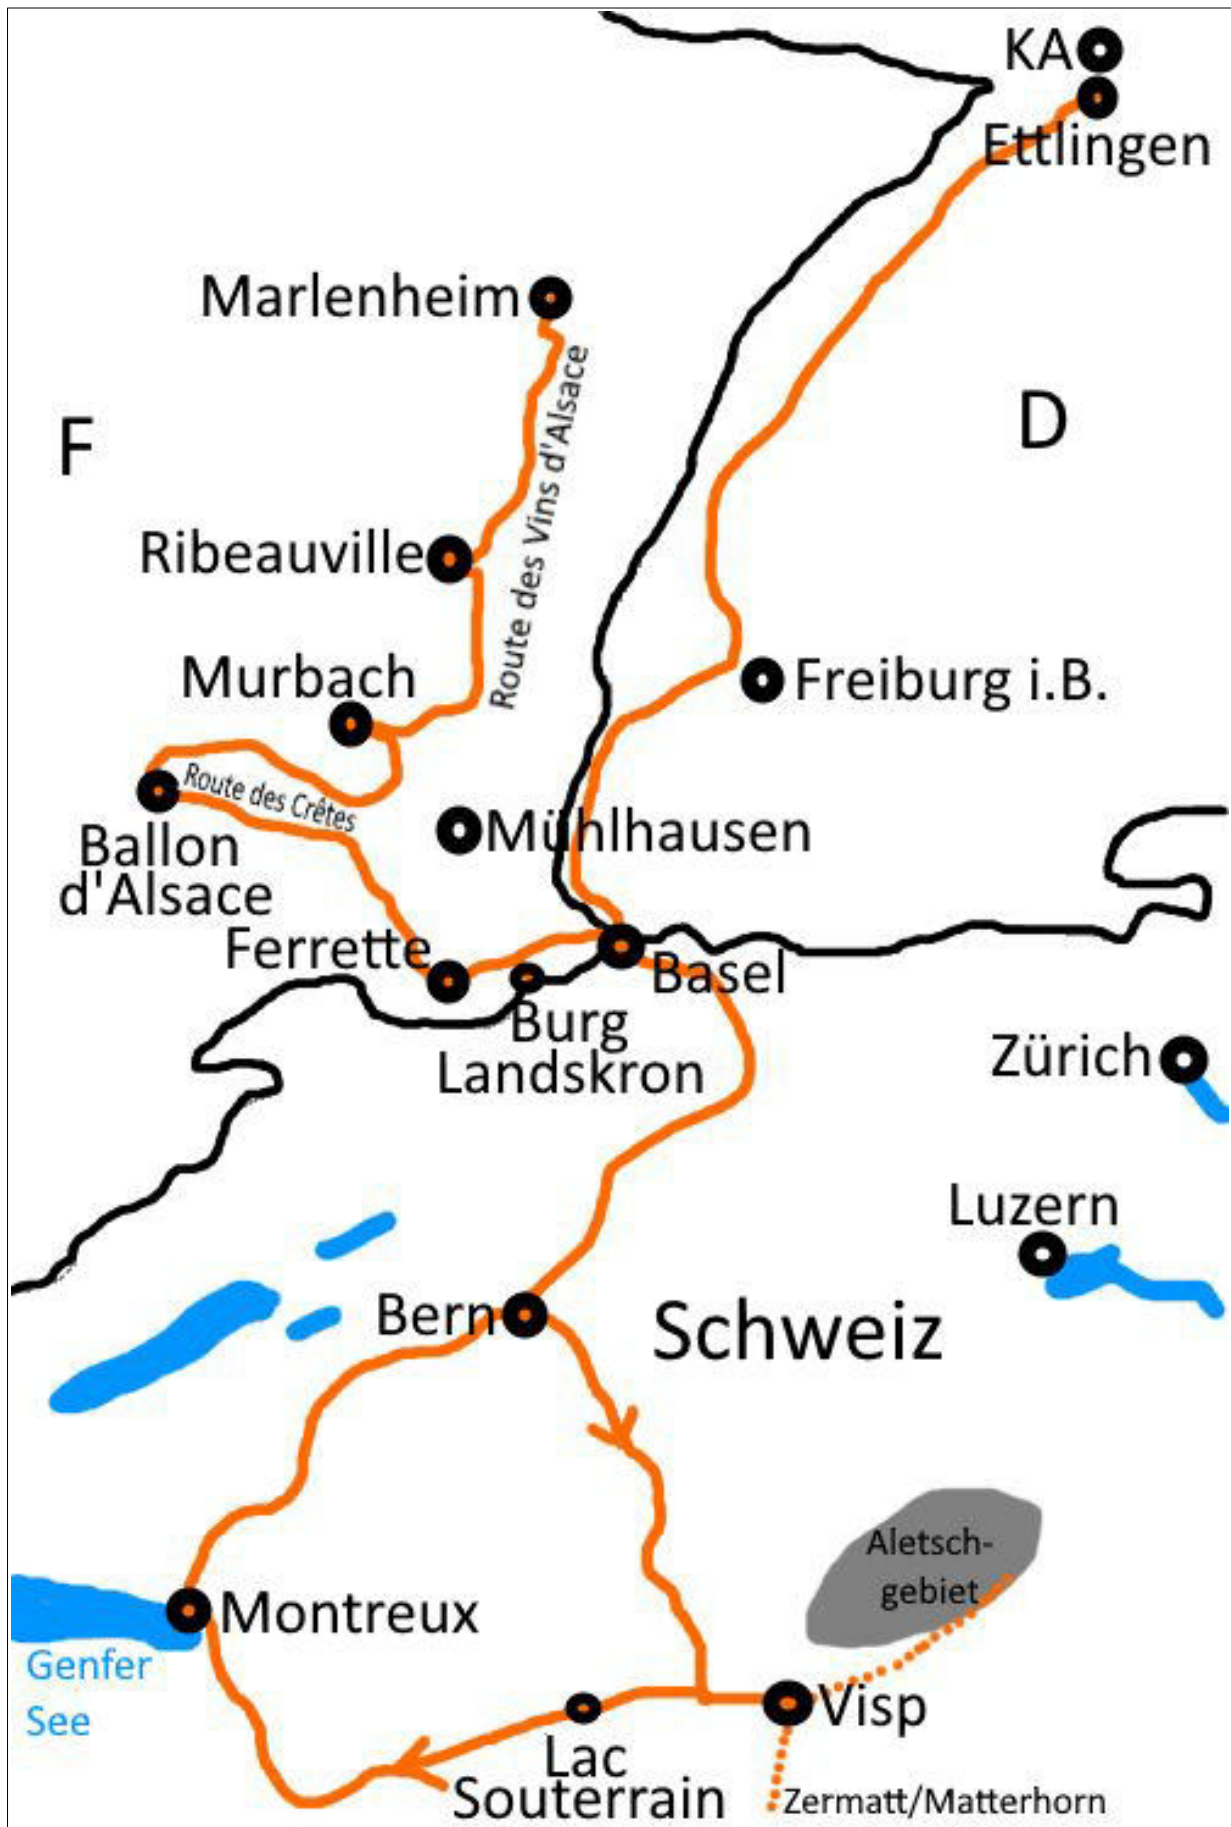 KA
Ettlingen
Marlenheim
Route des Vins d'Alsace
F
D
Ribeauville
Murbach
Freiburg i.B.
Route des Crêtes
Mühlhausen
Ballon
d'Alsace
Ferrette
Basel
Burg
Landskron
Zürich
Luzern
Bern
Schweiz
Aletsch-
gebiet
Montreux
Genfer
See
Visp
Lac
Souterrain
Zermatt/Matterhorn